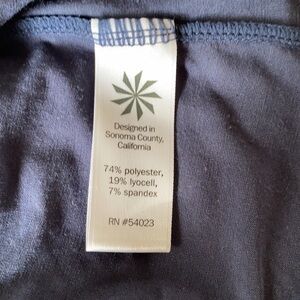 Designed in
Sonoma County,
California
74% polyester,
19% lyocell,
7% spandex
RN #54023